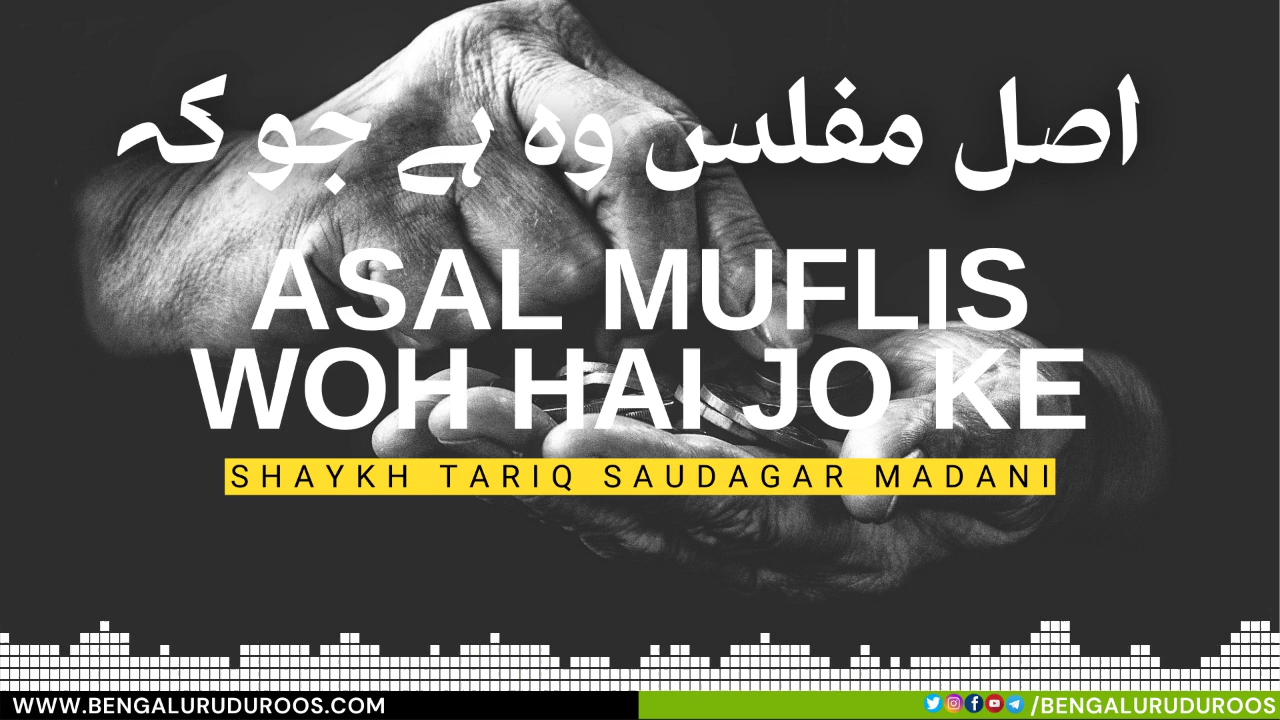 اصل مفلس وہ ہے جو کہ
ASAL MUFLIS
WOH HAI JO KE
SHAYKH TARIQ SAUDAGAR MADANI
WWW.BENGALURUDUROOS.COM
/BENGALURUDUROOS